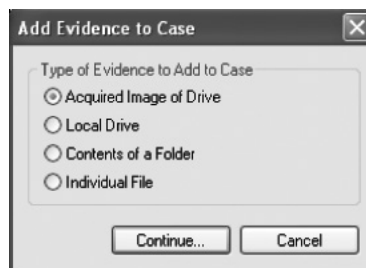 Add Evidence to Case
Type of Evidence to Add to Case
Acquired Image of Drive
Local Drive
Contents of a Folder
Individual File
Continue... Cancel